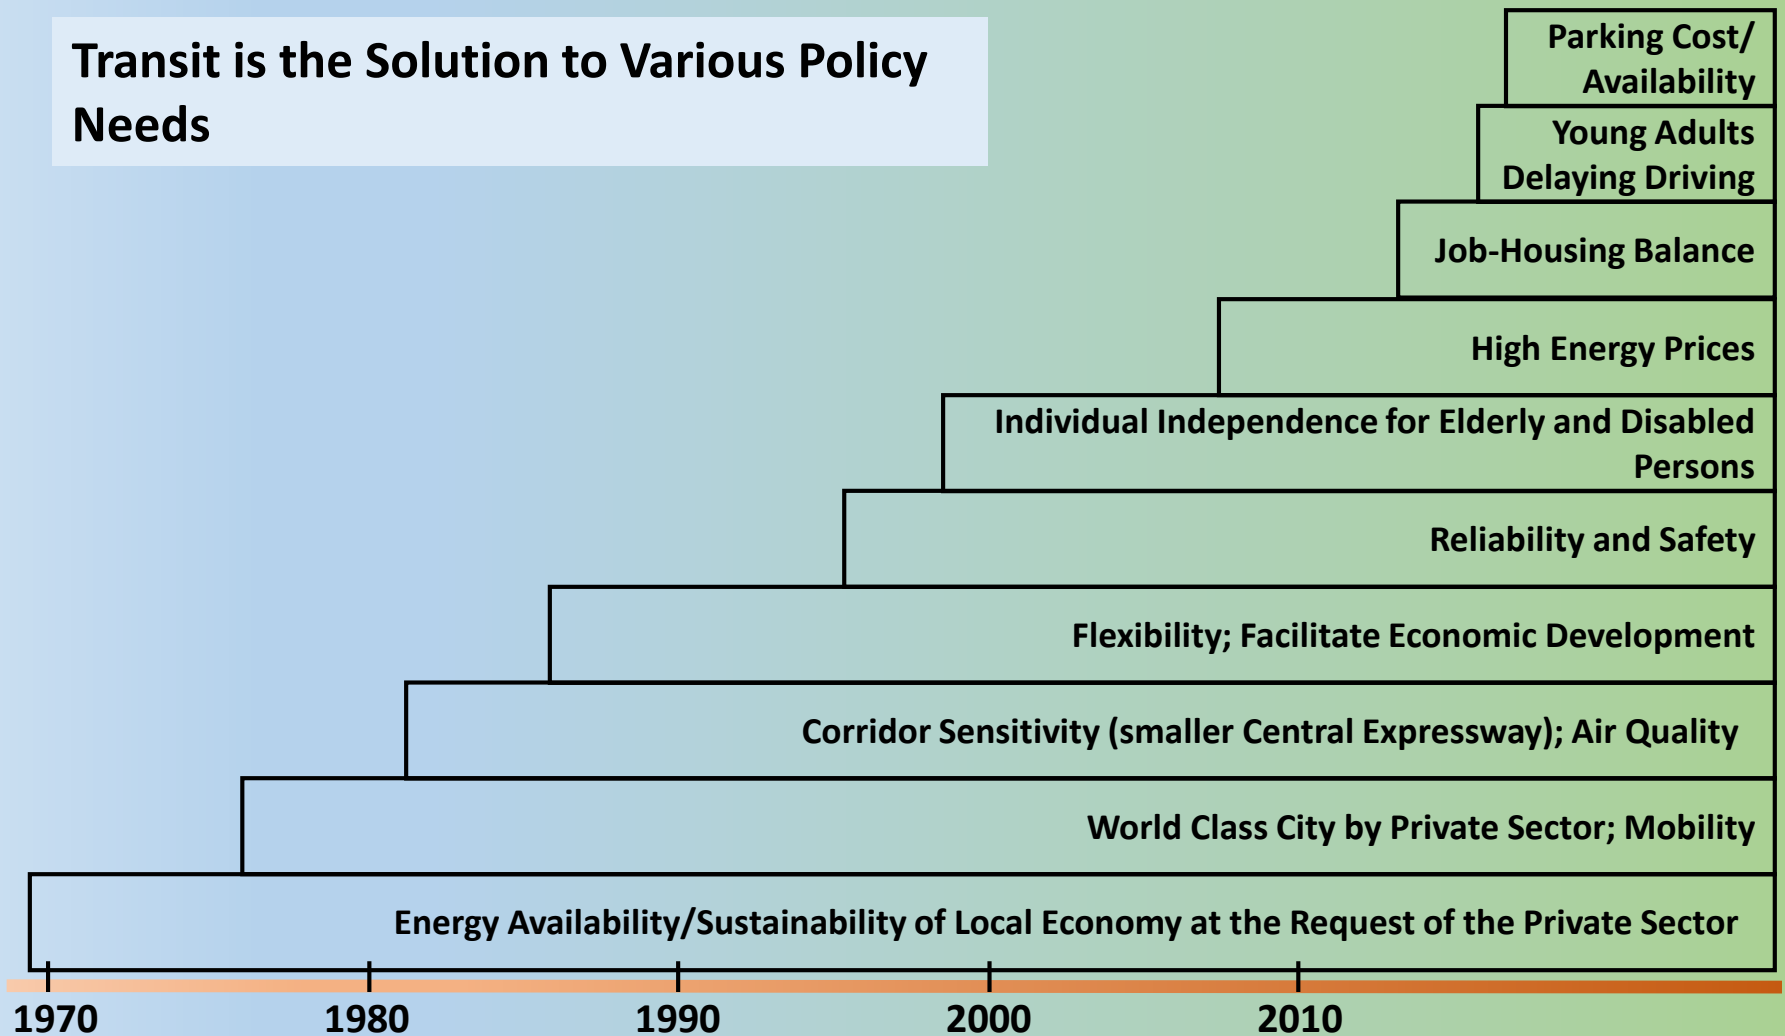 Transit is the Solution to Various Policy
Needs
Parking Cost/
Availability
Young Adults
Delaying Driving
Job-Housing Balance
High Energy Prices
Individual Independence for Elderly and Disabled
Persons
Reliability and Safety
Flexibility; Facilitate Economic Development
Corridor Sensitivity (smaller Central Expressway); Air Quality
World Class City by Private Sector; Mobility
Energy Availability/Sustainability of Local Economy at the Request of the Private Sector
1970 1980 1990 2000 2010